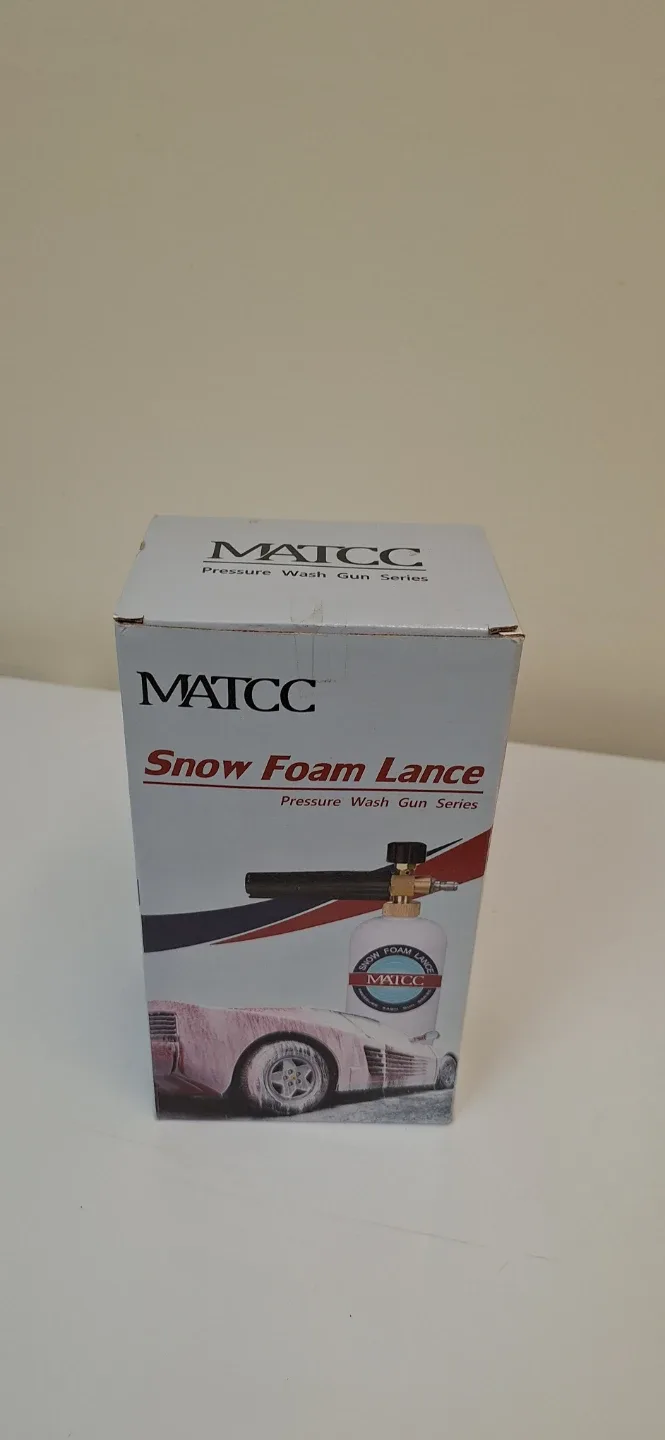 MATCC
Pressure Wash Gun Series
MATCC
Snow Foam Lance
Pressure Wash Gun Series
SNOW FOAM LANCE
MATCC